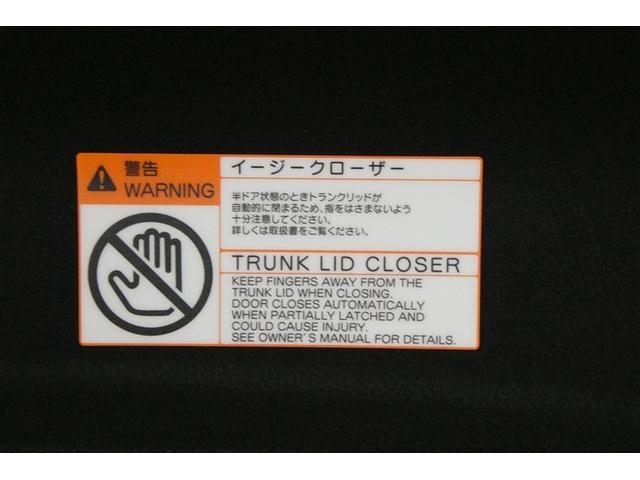 警告
WARNING
イージークローザー
半ドア状態のときトランクリッドが
自動的に閉まるため、指をはさまないよう
十分注意してください。
詳しくは取扱書をご覧ください。
TRUNK LID CLOSER
KEEP FINGERS AWAY FROM THE
TRUNK LID WHEN CLOSING.
DOOR CLOSES AUTOMATICALLY
WHEN PARTIALLY LATCHED AND
COULD CAUSE INJURY.
SEE OWNER'S MANUAL FOR DETAILS.